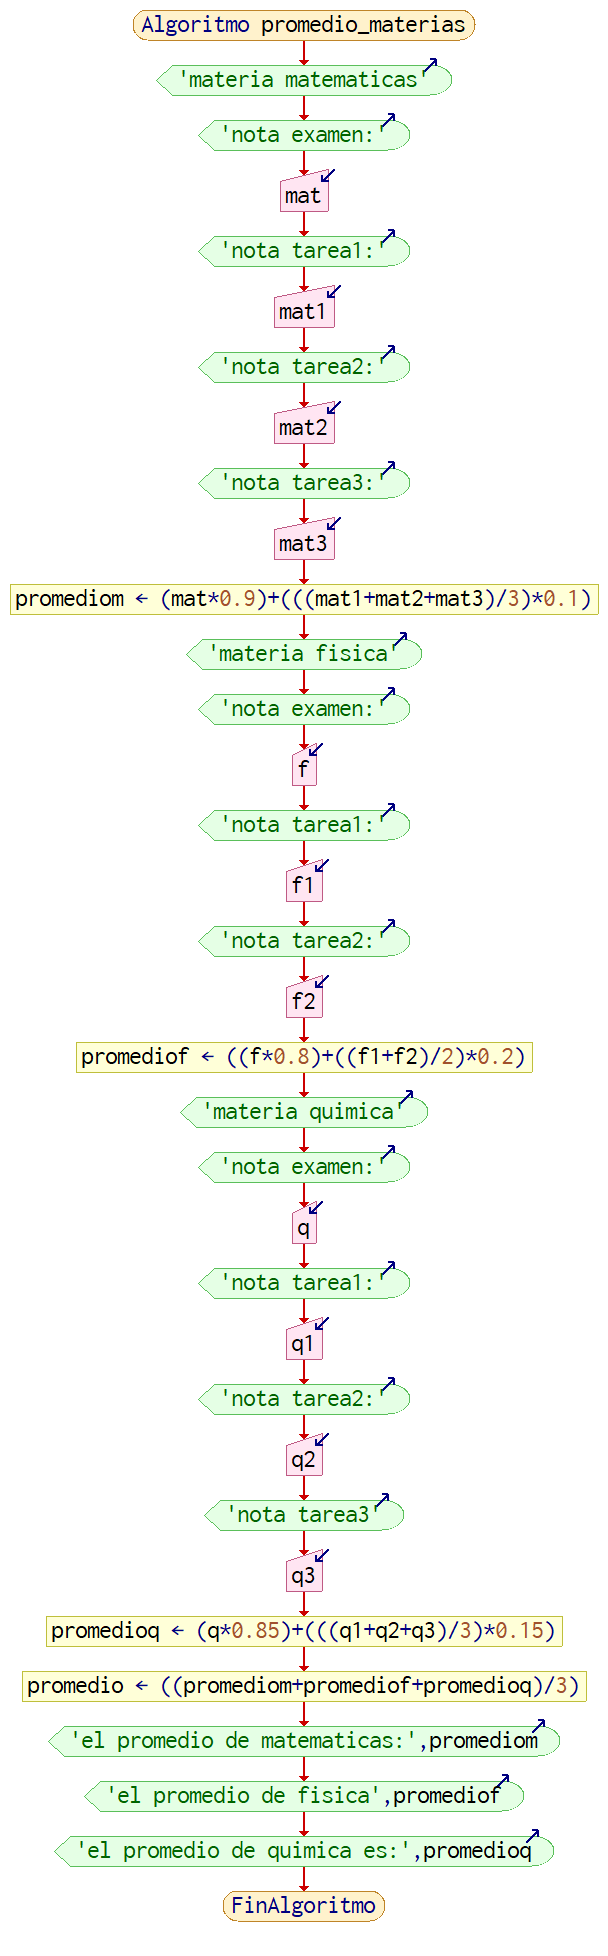 Algoritmo promedio_materias
'materia matematicas'
'nota examen:'
mat
'nota tarea1:'
mat1
'nota tarea2:'
mat2
'nota tarea3:'
mat3
promediom ← (mat*0.9)+(((mat1+mat2+mat3)/3)*0.1)
'materia fisica'
'nota examen:'
f
'nota tarea1:'
f1
'nota tarea2:'
f2
promediof ← ((f*0.8)+((f1+f2)/2)*0.2)
'materia quimica'
'nota examen:'
q
'nota tarea1:'
q1
'nota tarea2:'
q2
'nota tarea3'
q3
promedioq ← (q*0.85)+(((q1+q2+q3)/3)*0.15)
promedio ← ((promediom+promediof+promedioq)/3)
'el promedio de matematicas:',promediom
'el promedio de fisica',promediof
'el promedio de quimica es:',promedioq
FinAlgoritmo